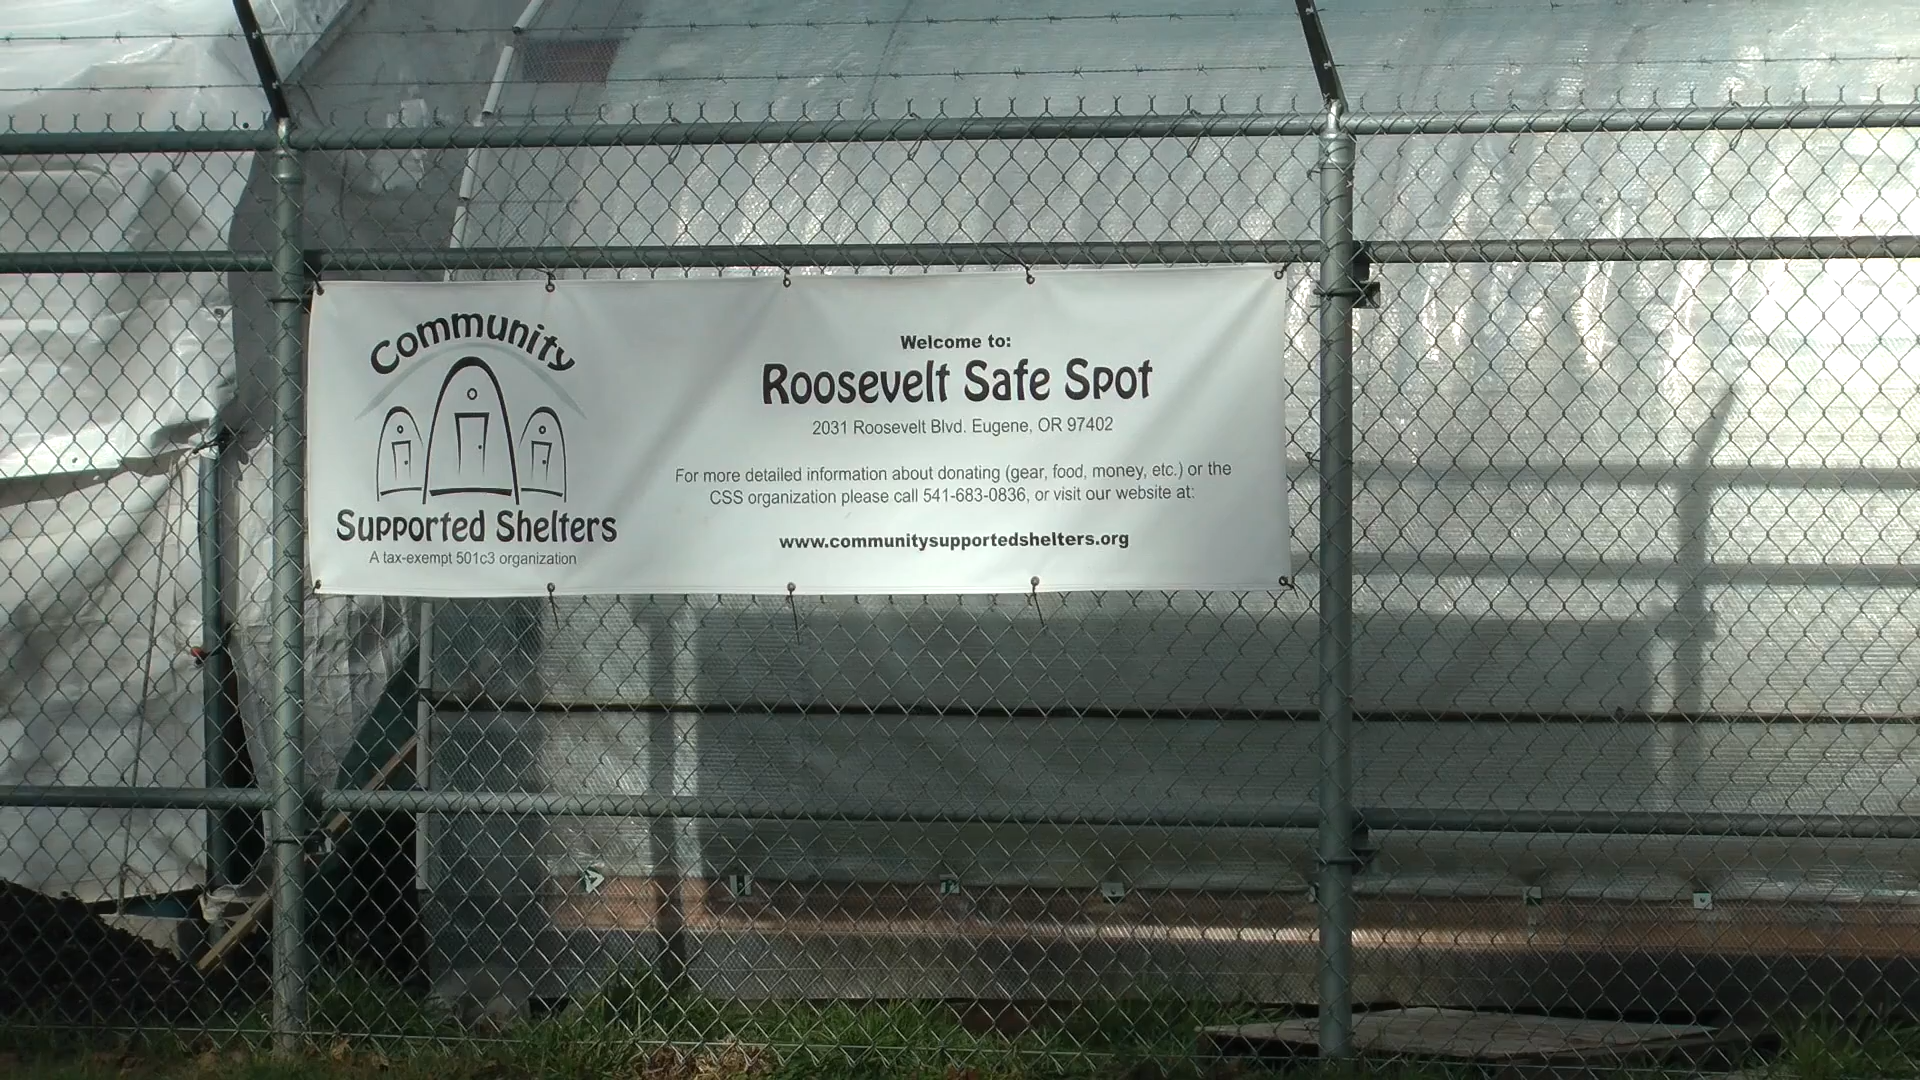 Community
Supported Shelters
A tax-exempt 501c3 organization
Welcome to:
Roosevelt Safe Spot
2031 Roosevelt Blvd. Eugene, OR 97402
For more detailed information about donating (gear, food, money, etc.) or the
CSS organization please call 541-683-0836, or visit our website at:
www.communitysupportedshelters.org